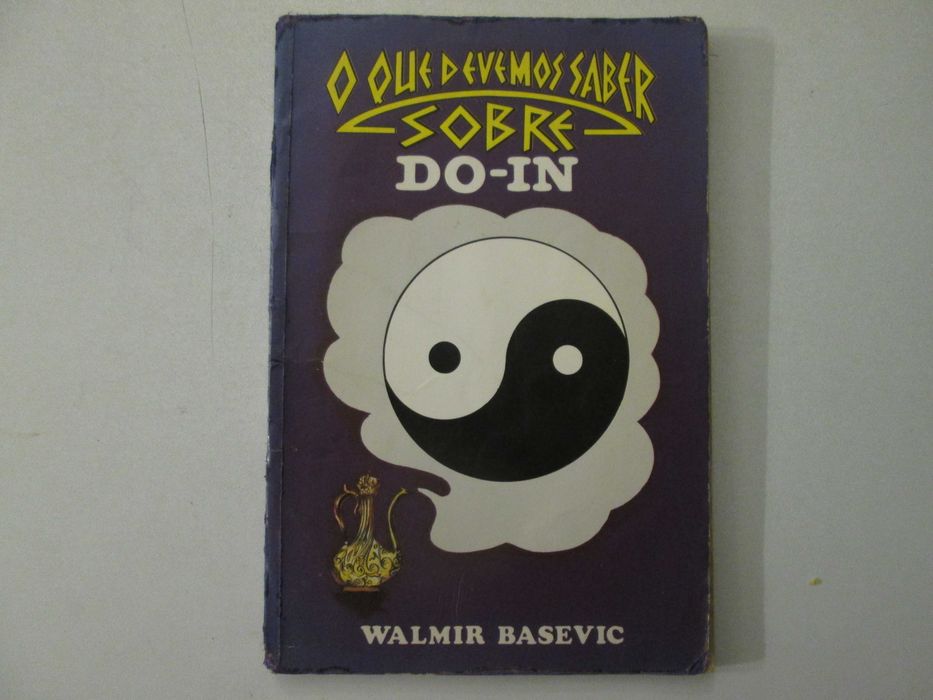 O QUE DEVEMOS SABER
SOBRE
DO-IN
WALMIR BASEVIC